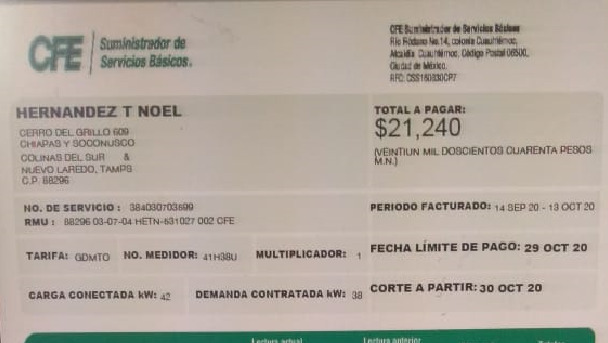 CFE
Suministrador de
Servicios Básicos.
CFE Suministrador de Servicios Básicos
Río Ródano No.14, colonia Cuauhtémoc,
Alcaldía Cuauhtémoc, Código Postal 06500,
Ciudad de México.
RFC: CSS160330CP7
HERNANDEZ T NOEL
CERRO DEL GRILLO 609
CHIAPAS Y SOCONUSCO
COLINAS DEL SUR &
NUEVO LAREDO, TAMPS
C.P. 88296
TOTAL A PAGAR:
$21,240
(VEINTIUN MIL DOSCIENTOS CUARENTA PESOS
M.N.)
NO. DE SERVICIO : 384030703699
RMU : 88296 03-07-04 HETN-631027 002 CFE
PERIODO FACTURADO: 14 SEP 20 - 13 OCT 20
TARIFA: GDMTO NO. MEDIDOR: 41H38U MULTIPLICADOR: 1
FECHA LÍMITE DE PAGO: 29 OCT 20
CARGA CONECTADA kW: 42 DEMANDA CONTRATADA kW: 38
CORTE A PARTIR: 30 OCT 20
Lectura actual Lectura anterior